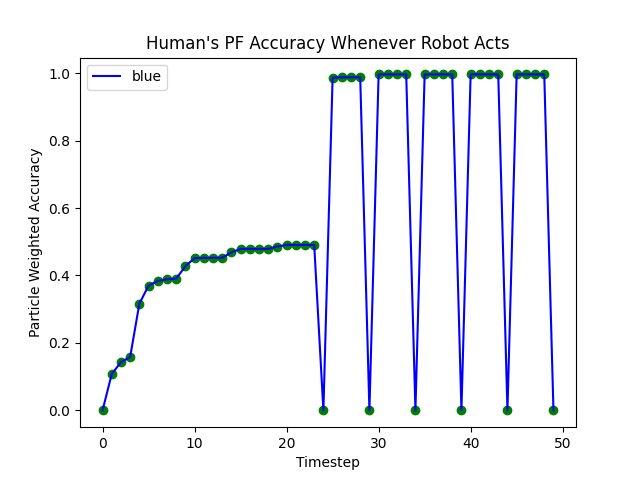 Human's PF Accuracy Whenever Robot Acts
blue
1.0
0.8
0.6
0.4
0.2
0.0
Particle Weighted Accuracy
0 10 20 30 40 50
Timestep